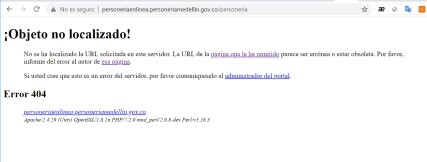 No es seguro | personeriaenlinea.personeriamedellin.gov.co/personeria
¡Objeto no localizado!
No se ha localizado la URL solicitada en este servidor. La URL de la página que le ha remitido parece ser errónea o estar obsoleta. Por favor,
informe del error al autor de esa página.
Si usted cree que esto es un error del servidor, por favor comuníqueselo al administrador del portal.
Error 404
personeriaenlinea.personeriamedellin.gov.co
Apache/2.4.29 (Unix) OpenSSL/1.0.2n PHP/7.2.0 mod_perl/2.0.8-dev Perl/v5.16.3